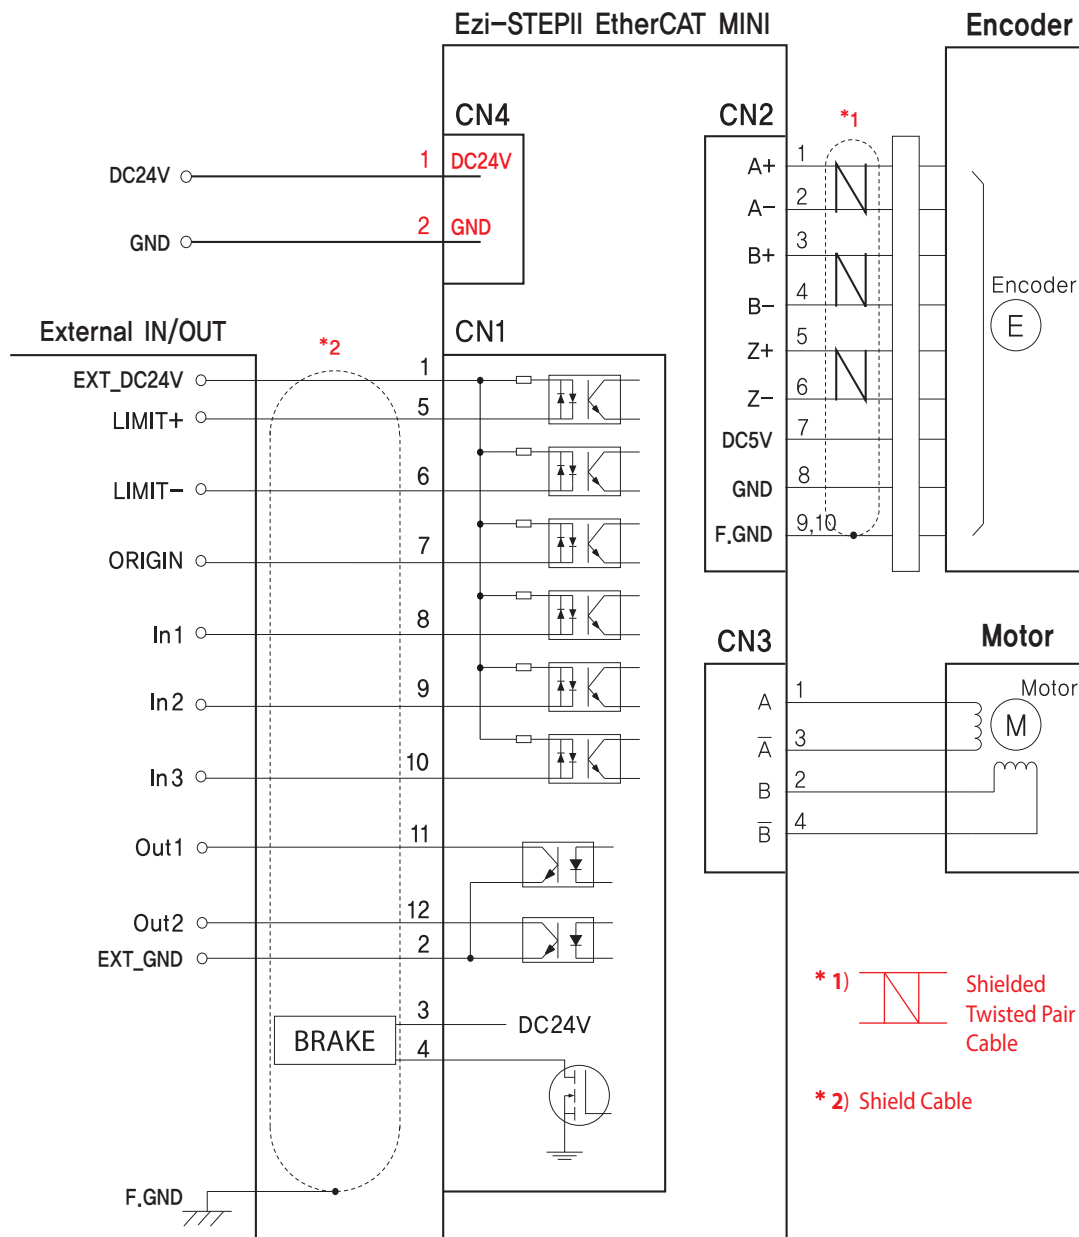 Ezi-STEPII EtherCAT MINI
Encoder
CN4
DC24V
1
DC24V
GND
2
GND
CN2
*1
A+
1
A-
2
B+
3
B-
4
Z+
5
Z-
6
DC5V
7
GND
8
F.GND
9,10
Encoder
E
External IN/OUT
*2
CN1
EXT_DC24V
1
LIMIT+
5
LIMIT-
6
ORIGIN
7
In1
8
In2
9
In3
10
Out1
11
Out2
12
EXT_GND
2
BRAKE
3
DC24V
4
F.GND
CN3
Motor
A
1
A̅
3
B
2
B̅
4
Motor
M
* 1) Shielded
Twisted Pair
Cable
* 2) Shield Cable